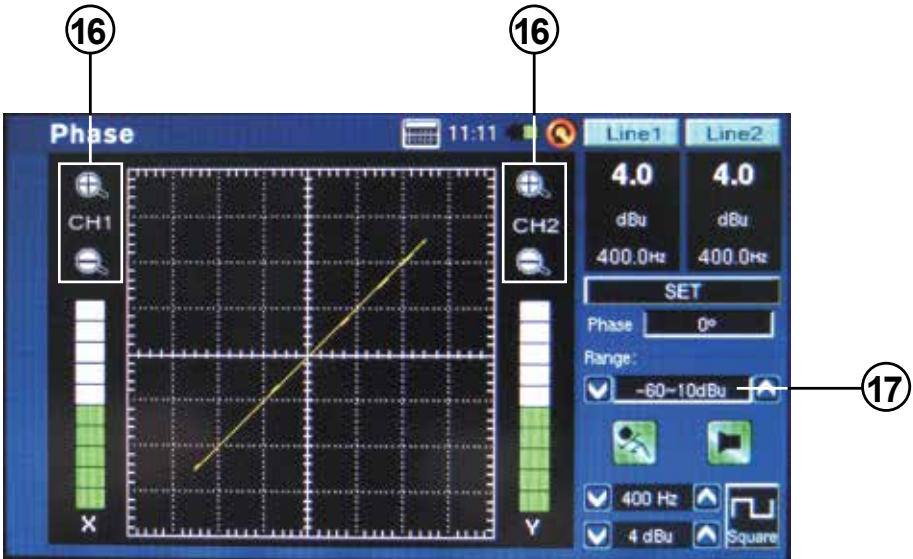 16 16
Phase 11:11 Line1 Line2
4.0 4.0
CH1 CH2 dBu dBu
400.0Hz 400.0Hz
SET
Phase 0°
Range:
-60~10dBu 17
400 Hz
X Y 4 dBu Square